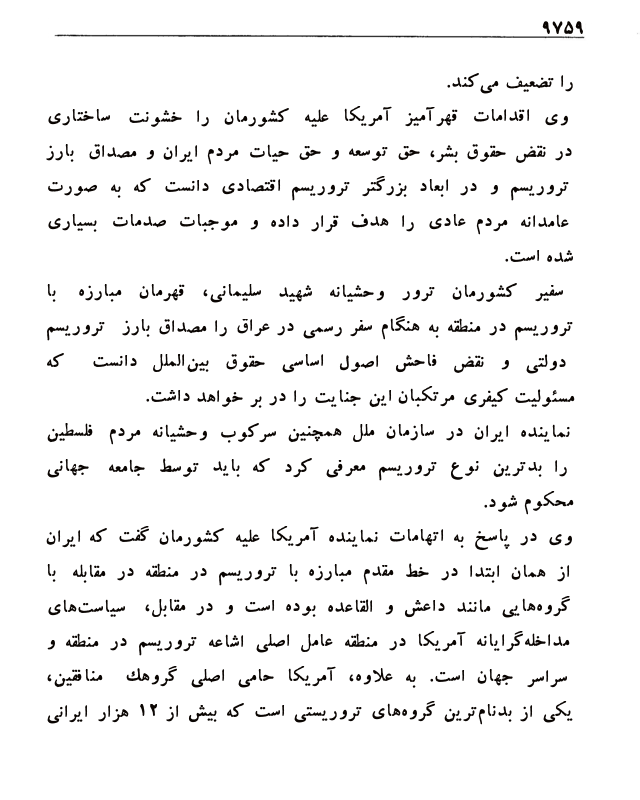 ۹۷۵۹
را تضعیف می‌کند.
وی اقدامات قهرآمیز آمریکا علیه کشورمان را خشونت ساختاری
در نقض حقوق بشر، حق توسعه و حق حیات مردم ایران و مصداق بارز
تروریسم و در ابعاد بزرگتر تروریسم اقتصادی دانست که به صورت
عامدانه مردم عادی را هدف قرار داده و موجبات صدمات بسیاری
شده است.
سفیر کشورمان ترور وحشیانه شهید سلیمانی، قهرمان مبارزه با
تروریسم در منطقه به هنگام سفر رسمی در عراق را مصداق بارز تروریسم
دولتی و نقض فاحش اصول اساسی حقوق بین‌الملل دانست که
مسئولیت کیفری مرتکبان این جنایت را در بر خواهد داشت.
نماینده ایران در سازمان ملل همچنین سرکوب وحشیانه مردم فلسطین
را بدترین نوع تروریسم معرفی کرد که باید توسط جامعه جهانی
محکوم شود.
وی در پاسخ به اتهامات نماینده آمریکا علیه کشورمان گفت که ایران
از همان ابتدا در خط مقدم مبارزه با تروریسم در منطقه در مقابله با
گروه‌هایی مانند داعش و القاعده بوده است و در مقابل، سیاست‌های
مداخله‌گرایانه آمریکا در منطقه عامل اصلی اشاعه تروریسم در منطقه و
سراسر جهان است. به علاوه، آمریکا حامی اصلی گروهك منافقین،
یکی از بدنام‌ترین گروه‌های تروریستی است که بیش از ۱۲ هزار ایرانی